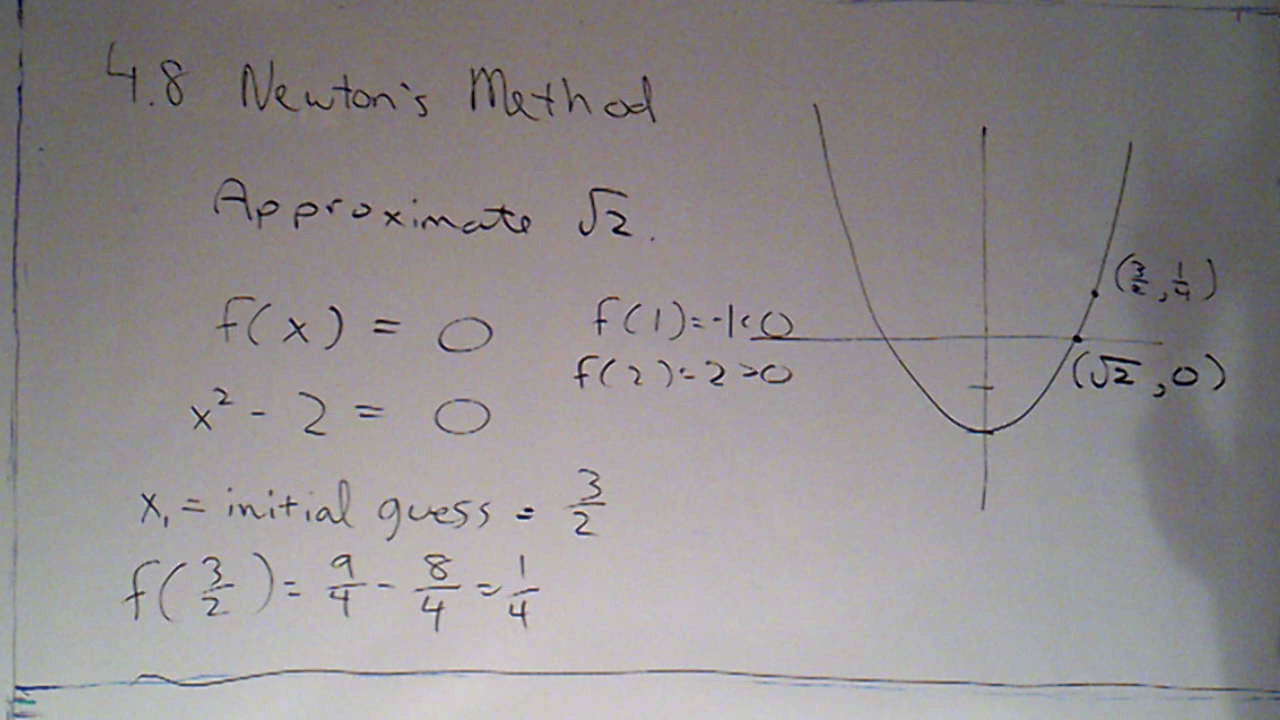 4.8 Newton's Method
Approximate √2.
f(x) = 0
x² - 2 = 0
f(1)=-1<0
f(2)=2>0
x₁ = initial guess = 3/2
f(3/2) = 9/4 - 8/4 = 1/4
(3/2, 1/4)
(√2, 0)